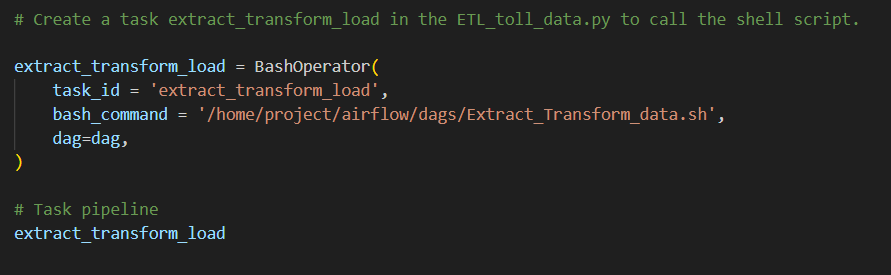 # Create a task extract_transform_load in the ETL_toll_data.py to call the shell script.
extract_transform_load = BashOperator(
    task_id = 'extract_transform_load',
    bash_command = '/home/project/airflow/dags/Extract_Transform_data.sh',
    dag=dag,
)
# Task pipeline
extract_transform_load